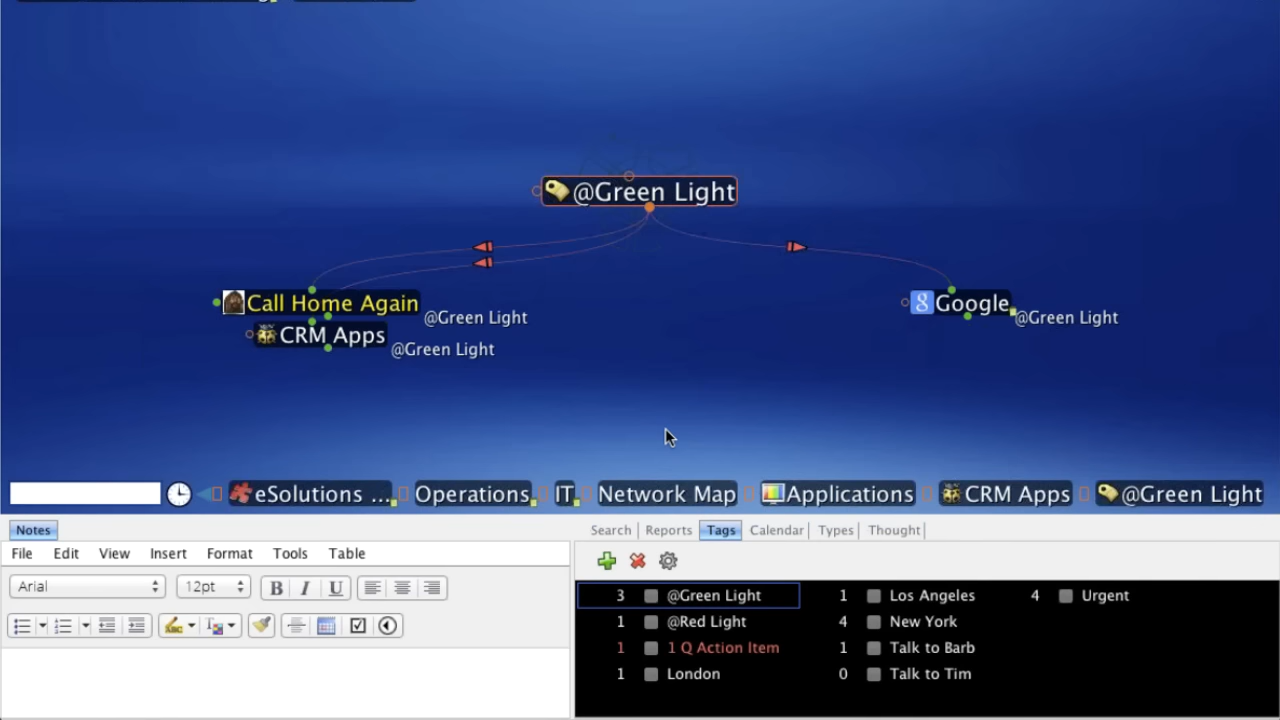 @Green Light
Call Home Again
@Green Light
CRM Apps
@Green Light
Google
@Green Light
eSolutions ... Operations IT Network Map Applications CRM Apps @Green Light
Notes
File Edit View Insert Format Tools Table
Arial 12pt B I U
Search Reports Tags Calendar Types Thought
3 @Green Light 1 Los Angeles 4 Urgent
1 @Red Light 4 New York
1 1 Q Action Item 1 Talk to Barb
1 London 0 Talk to Tim